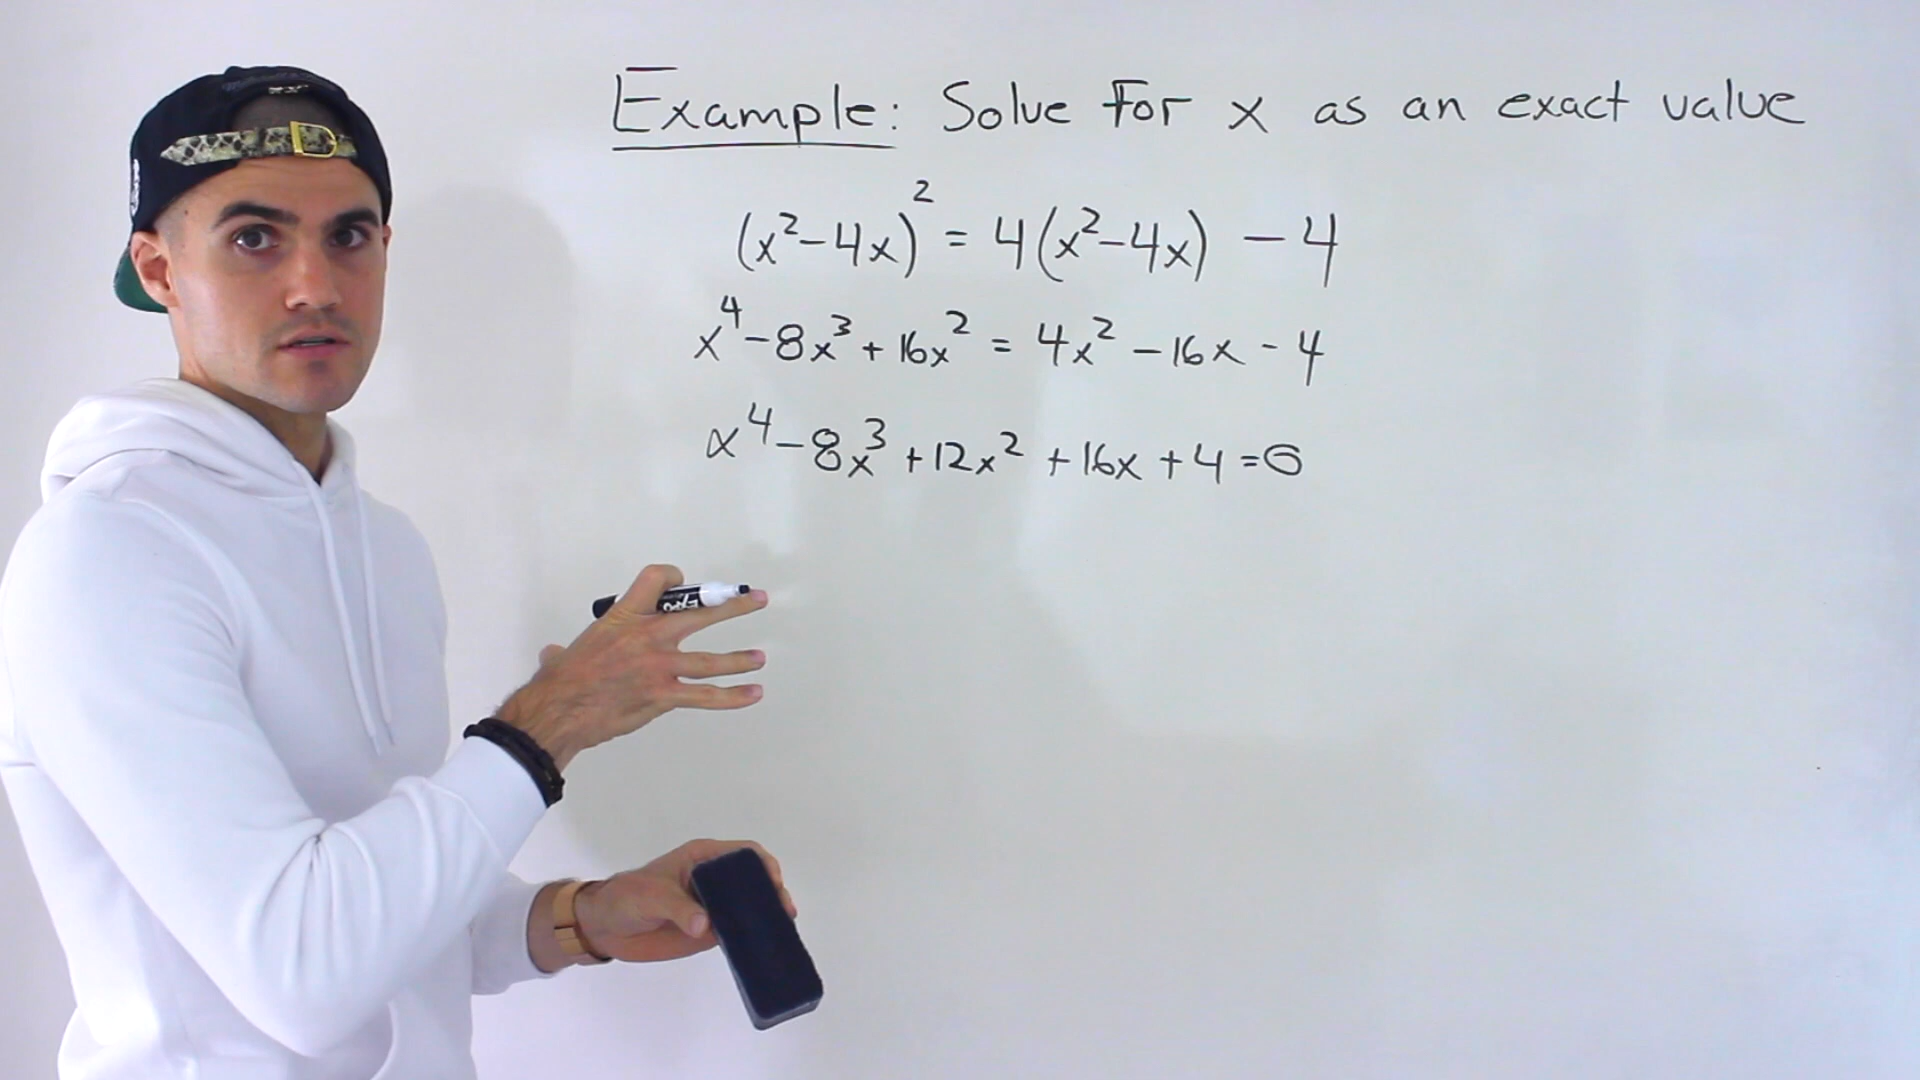 Example: Solve for x as an exact value
(x²-4x)² = 4(x²-4x) - 4
x⁴-8x³+16x² = 4x²-16x-4
x⁴-8x³+12x²+16x+4=0
EXPO